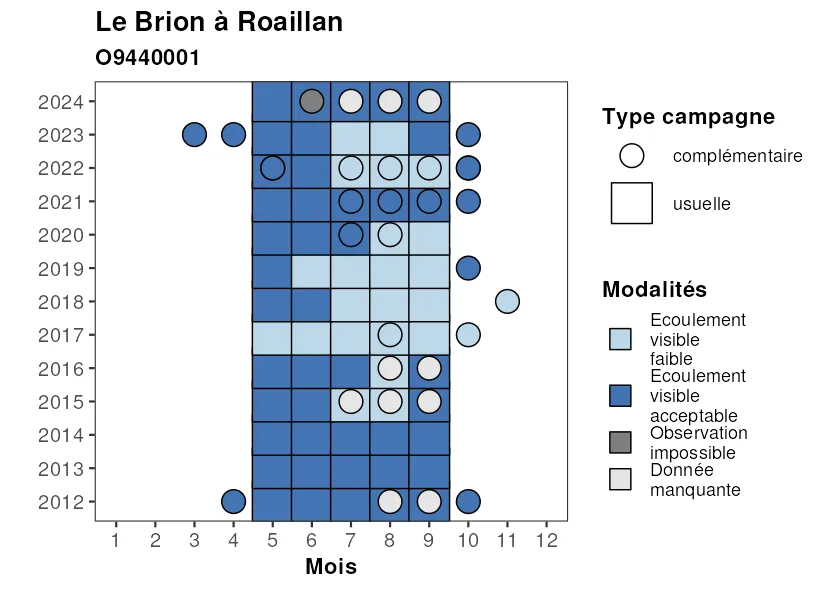 Le Brion à Roaillan
O9440001
2024
2023
2022
2021
2020
2019
2018
2017
2016
2015
2014
2013
2012
1 2 3 4 5 6 7 8 9 10 11 12
Mois
Type campagne
complémentaire
usuelle
Modalités
Ecoulement
visible
faible
Ecoulement
visible
acceptable
Observation
impossible
Donnée
manquante